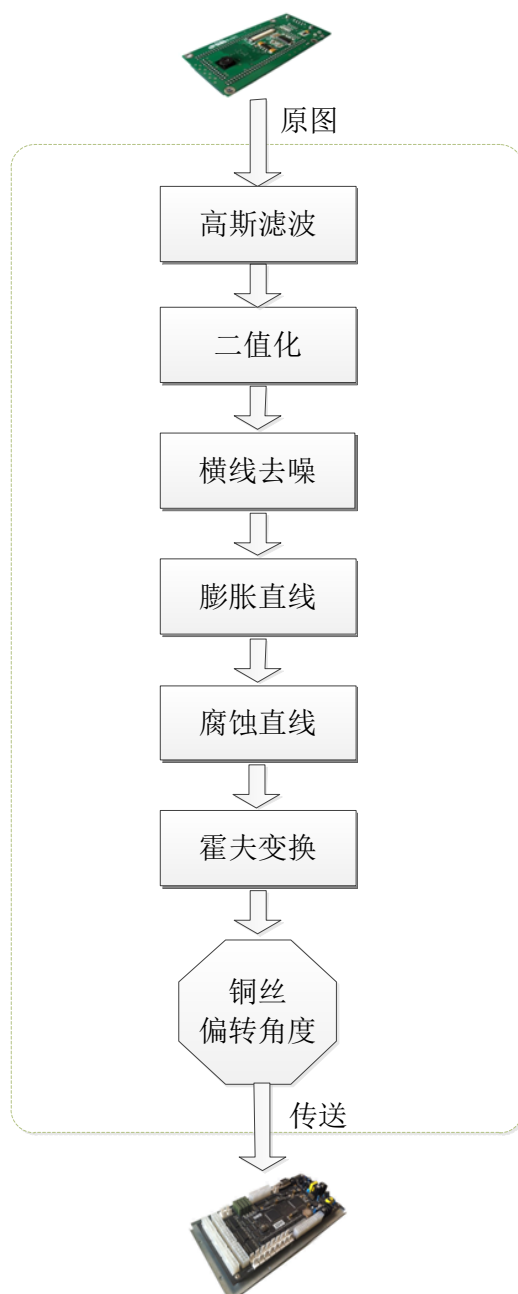 原图
高斯滤波
二值化
横线去噪
膨胀直线
腐蚀直线
霍夫变换
铜丝
偏转角度
传送